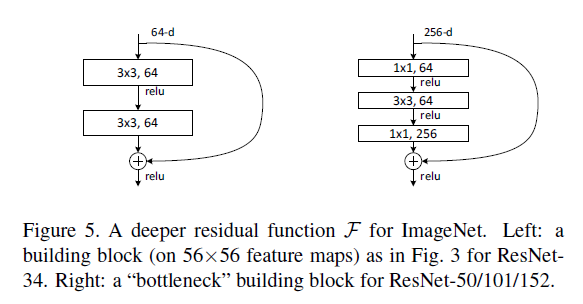 64-d
3x3, 64
relu
3x3, 64
relu
256-d
1x1, 64
relu
3x3, 64
relu
1x1, 256
relu
Figure 5. A deeper residual function F for ImageNet. Left: a
building block (on 56×56 feature maps) as in Fig. 3 for ResNet-
34. Right: a “bottleneck” building block for ResNet-50/101/152.